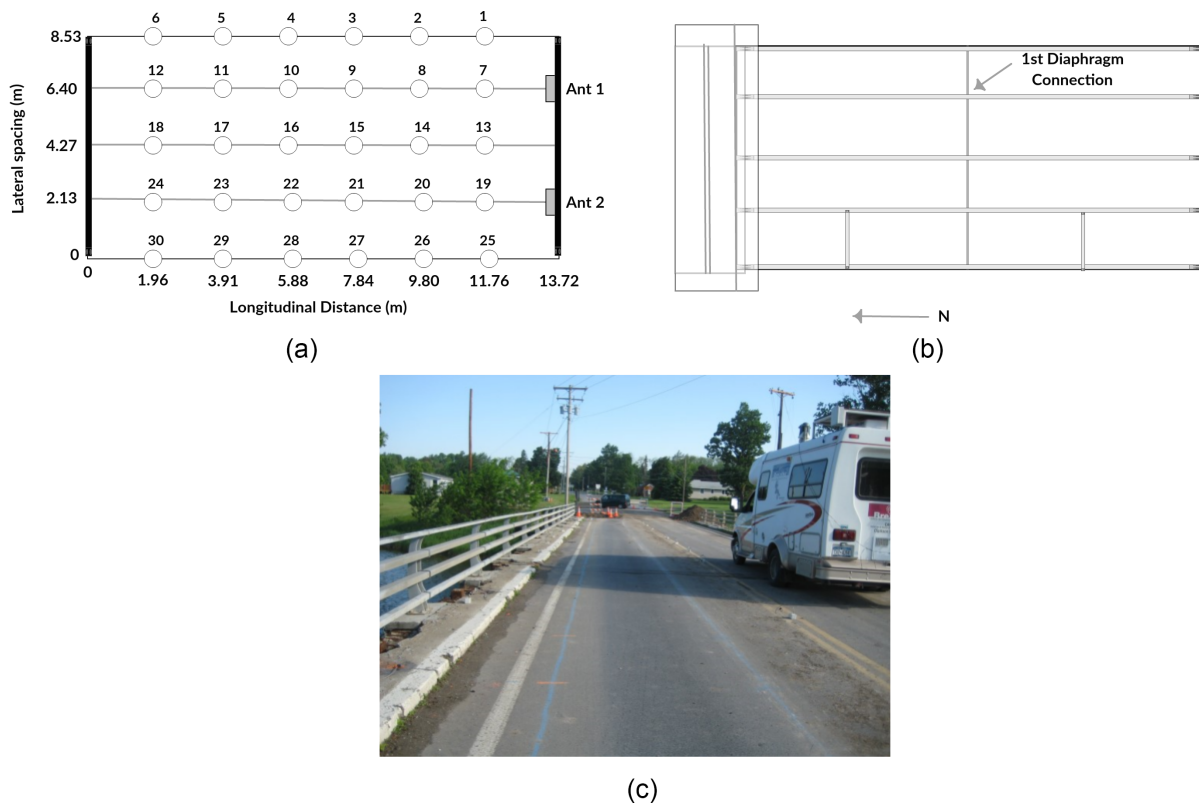 6 5 4 3 2 1
8.53
12 11 10 9 8 7
6.40
Ant 1
18 17 16 15 14 13
4.27
Lateral spacing (m)
24 23 22 21 20 19
2.13
Ant 2
30 29 28 27 26 25
0
0 1.96 3.91 5.88 7.84 9.80 11.76 13.72
Longitudinal Distance (m)
(a)
1st Diaphragm
Connection
N
(b)
(c)